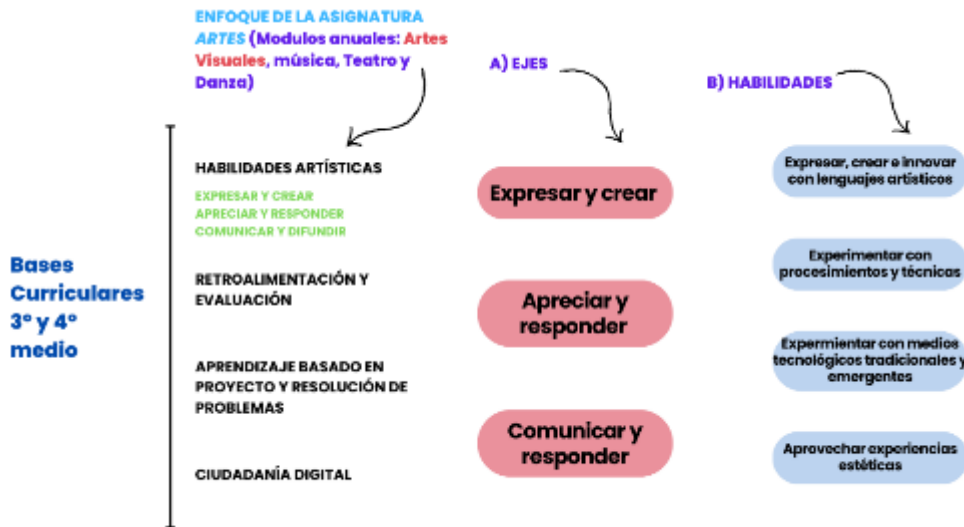 ENFOQUE DE LA ASIGNATURA
ARTES (Modulos anuales: Artes
Visuales, música, Teatro y
Danza)
A) EJES
B) HABILIDADES
Bases
Curriculares
3° y 4°
medio
HABILIDADES ARTÍSTICAS
EXPRESAR Y CREAR
APRECIAR Y RESPONDER
COMUNICAR Y DIFUNDIR
RETROALIMENTACIÓN Y
EVALUACIÓN
APRENDIZAJE BASADO EN
PROYECTO Y RESOLUCIÓN DE
PROBLEMAS
CIUDADANÍA DIGITAL
Expresar y crear
Apreciar y
responder
Comunicar y
responder
Expresar, crear e innovar
con lenguajes artísticos
Experimentar con
procesimientos y técnicas
Expermientar con medios
tecnológicos tradicionales y
emergentes
Aprovechar experiencias
estéticas